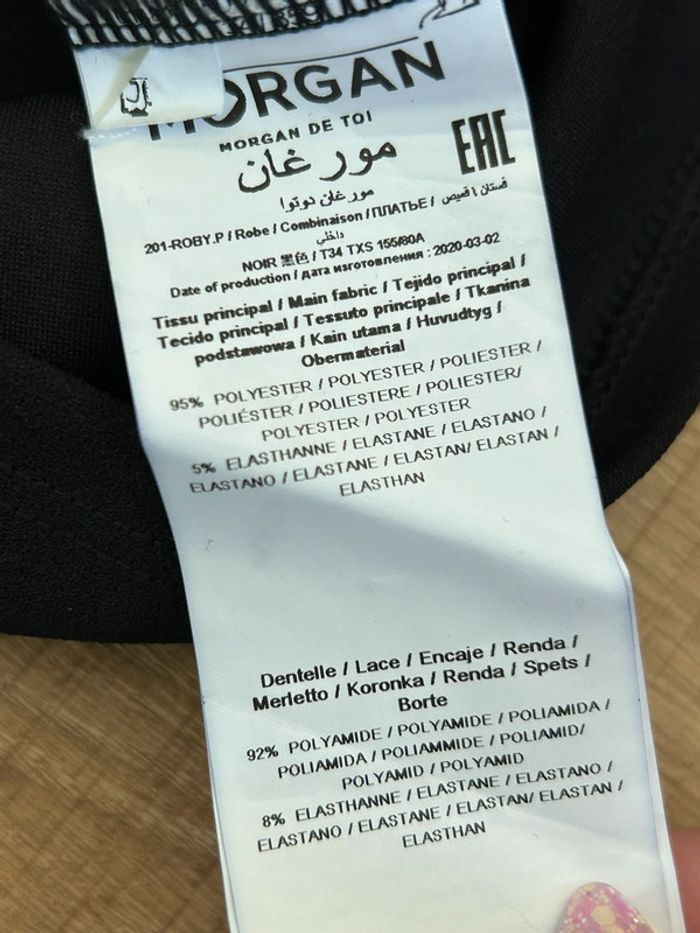 MORGAN
MORGAN DE TOI
مورغان
مورغان دوتوا
EAC
201-ROBY.P / Robe / Combinaison / ПЛАТЬЕ / فستان \ قميص
داخلي
NOIR 黑色 / T34 TXS 155/80A
Date of production / дата изготовления : 2020-03-02
Tissu principal / Main fabric / Tejido principal /
Tecido principal / Tessuto principale / Tkanina
podstawowa / Kain utama / Huvudtyg /
Obermaterial
95% POLYESTER / POLYESTER / POLIESTER /
POLIÉSTER / POLIESTERE / POLIESTER/
POLYESTER / POLYESTER
5% ELASTHANNE / ELASTANE / ELASTANO /
ELASTANO / ELASTANE / ELASTAN/ ELASTAN /
ELASTHAN
Dentelle / Lace / Encaje / Renda /
Merletto / Koronka / Renda / Spets /
Borte
92% POLYAMIDE / POLYAMIDE / POLIAMIDA /
POLIAMIDA / POLIAMMIDE / POLIAMID/
POLYAMID / POLYAMID
8% ELASTHANNE / ELASTANE / ELASTANO /
ELASTANO / ELASTANE / ELASTAN/ ELASTAN /
ELASTHAN